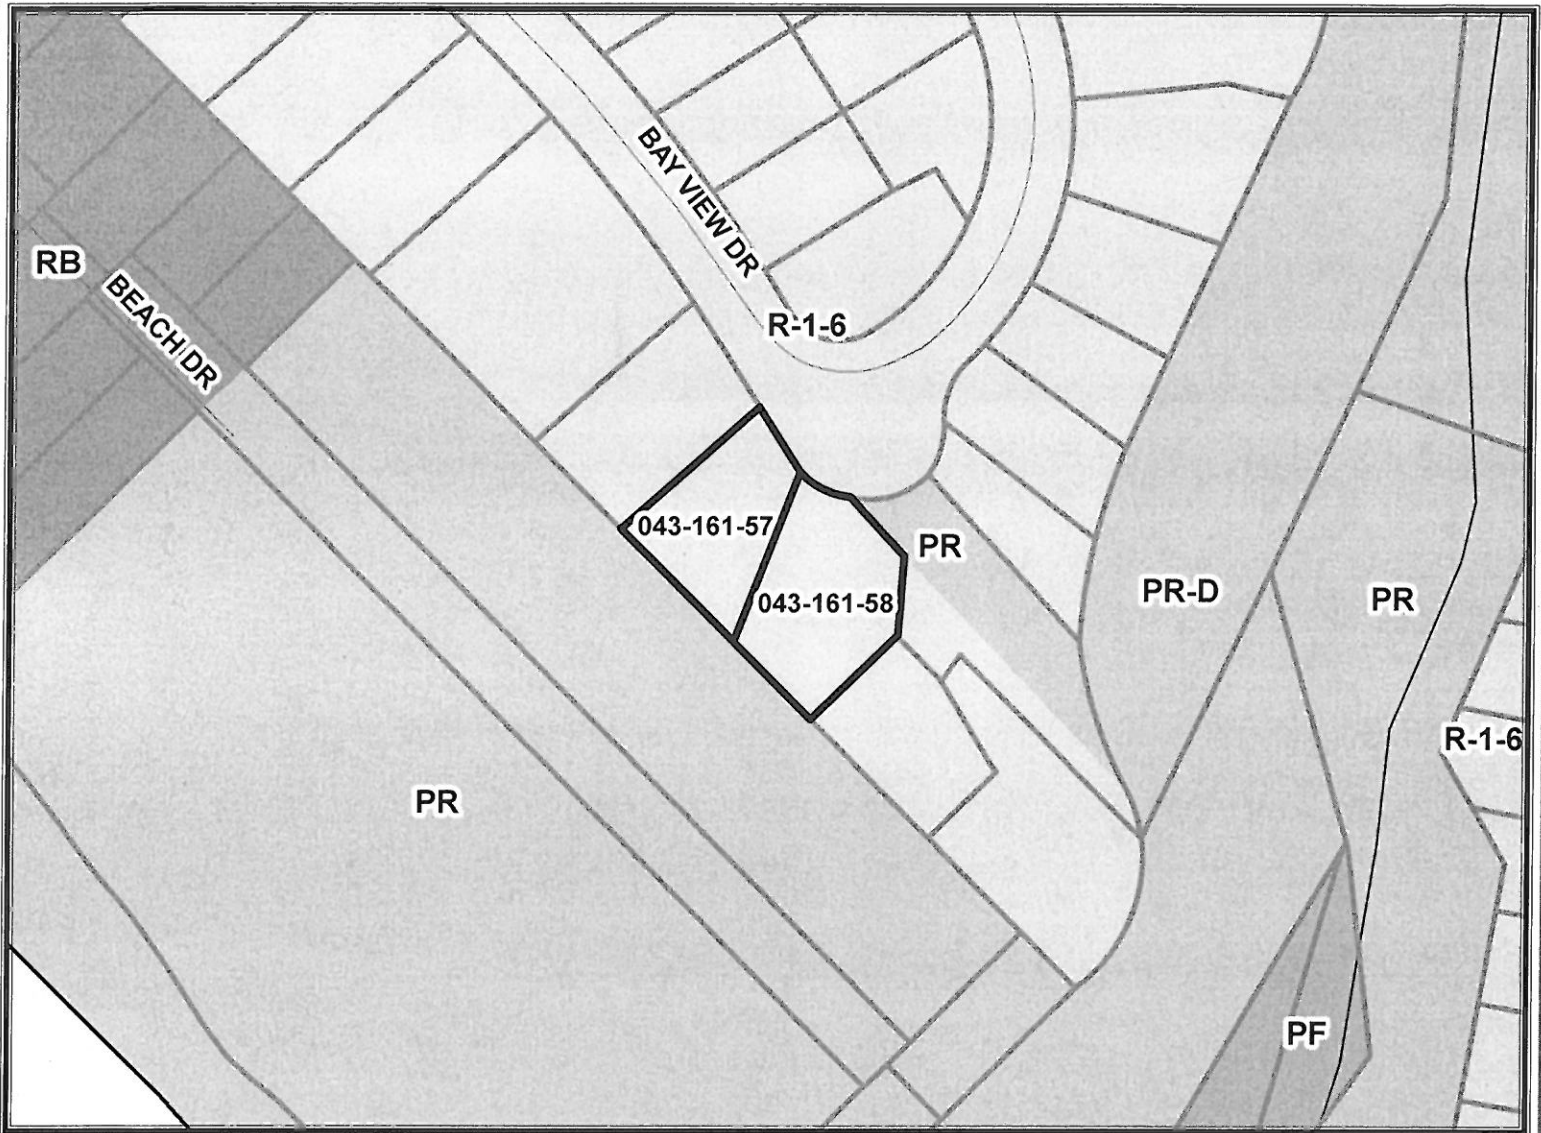 BAY VIEW DR
RB
BEACH DR
R-1-6
043-161-57
PR
043-161-58
PR-D
PR
R-1-6
PR
PF